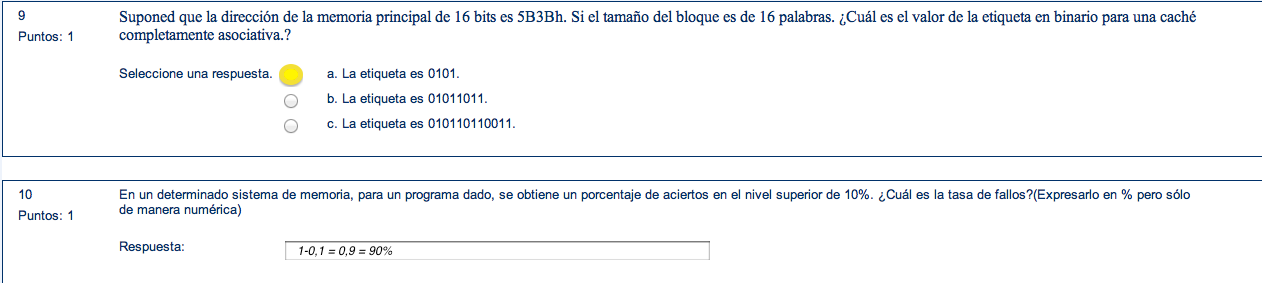 9
Puntos: 1
Suponed que la dirección de la memoria principal de 16 bits es 5B3Bh. Si el tamaño del bloque es de 16 palabras. ¿Cuál es el valor de la etiqueta en binario para una caché
completamente asociativa.?
Seleccione una respuesta.
a. La etiqueta es 0101.
b. La etiqueta es 01011011.
c. La etiqueta es 010110110011.
10
Puntos: 1
En un determinado sistema de memoria, para un programa dado, se obtiene un porcentaje de aciertos en el nivel superior de 10%. ¿Cuál es la tasa de fallos?(Expresarlo en % pero sólo
de manera numérica)
Respuesta:
1-0,1 = 0,9 = 90%